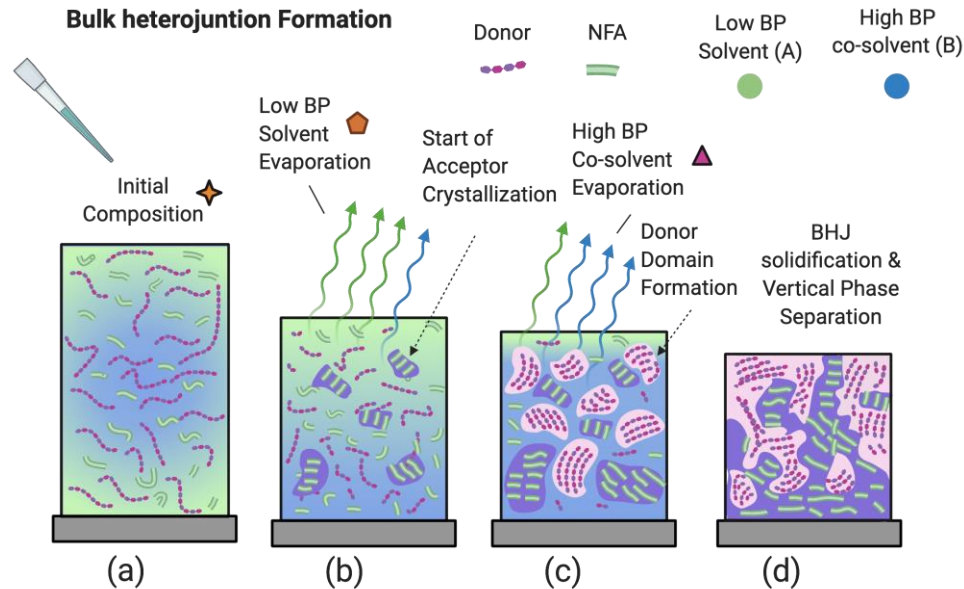 Bulk heterojuntion Formation
Donor
NFA
Low BP
Solvent (A)
High BP
co-solvent (B)
Initial
Composition
Low BP
Solvent
Evaporation
Start of
Acceptor
Crystallization
High BP
Co-solvent
Evaporation
Donor
Domain
Formation
BHJ
solidification &
Vertical Phase
Separation
(a)
(b)
(c)
(d)